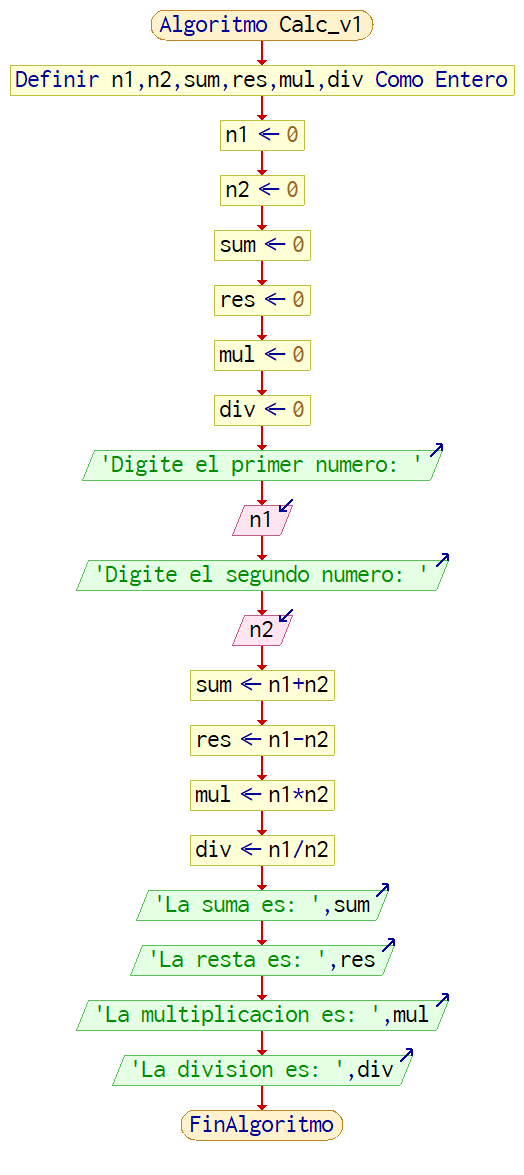 Algoritmo Calc_v1
Definir n1,n2,sum,res,mul,div Como Entero
n1 ← 0
n2 ← 0
sum ← 0
res ← 0
mul ← 0
div ← 0
'Digite el primer numero: '
n1
'Digite el segundo numero: '
n2
sum ← n1+n2
res ← n1-n2
mul ← n1*n2
div ← n1/n2
'La suma es: ',sum
'La resta es: ',res
'La multiplicacion es: ',mul
'La division es: ',div
FinAlgoritmo